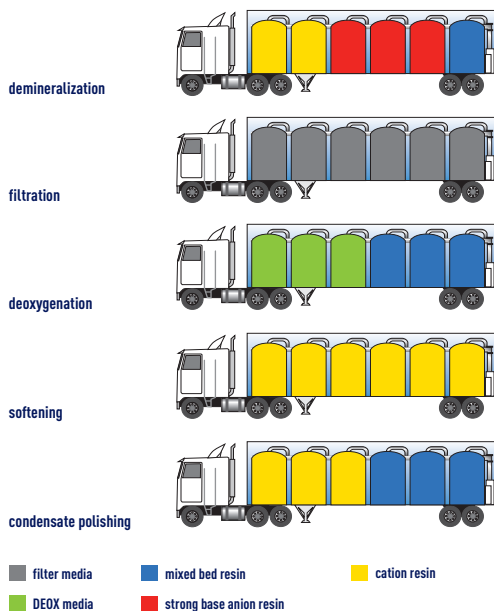 demineralization
filtration
deoxygenation
softening
condensate polishing
filter media
mixed bed resin
cation resin
DEOX media
strong base anion resin